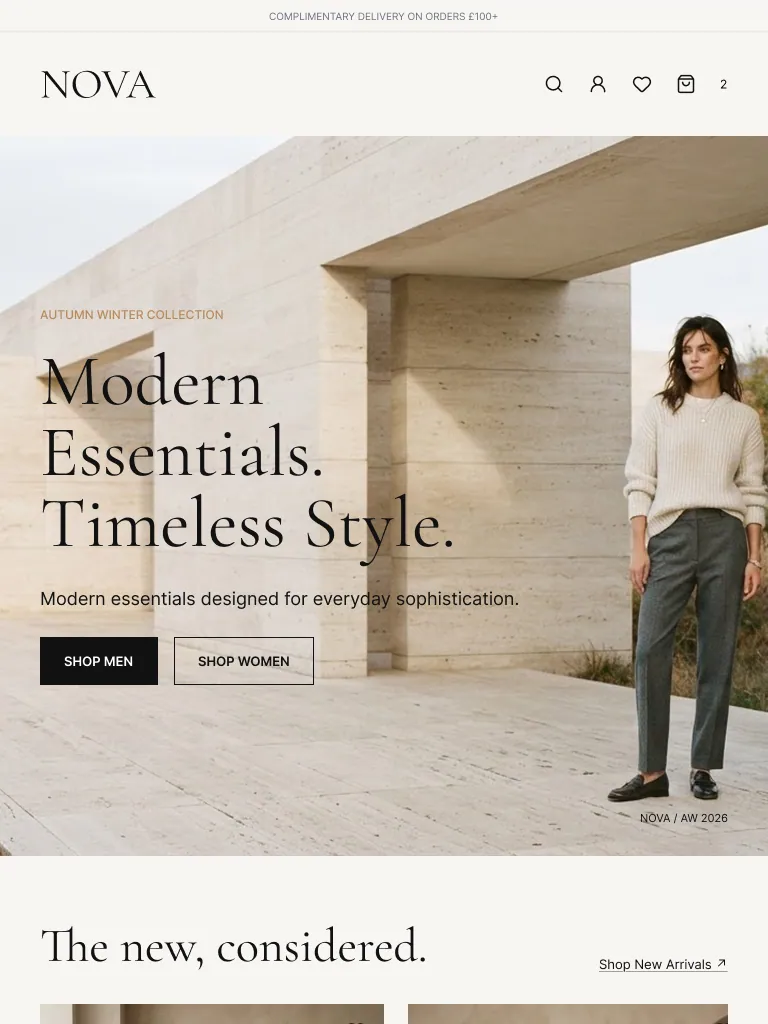 COMPLIMENTARY DELIVERY ON ORDERS £100+
NOVA
2
AUTUMN WINTER COLLECTION
Modern
Essentials.
Timeless Style.
Modern essentials designed for everyday sophistication.
SHOP MEN
SHOP WOMEN
NOVA / AW 2026
The new, considered.
Shop New Arrivals ↗